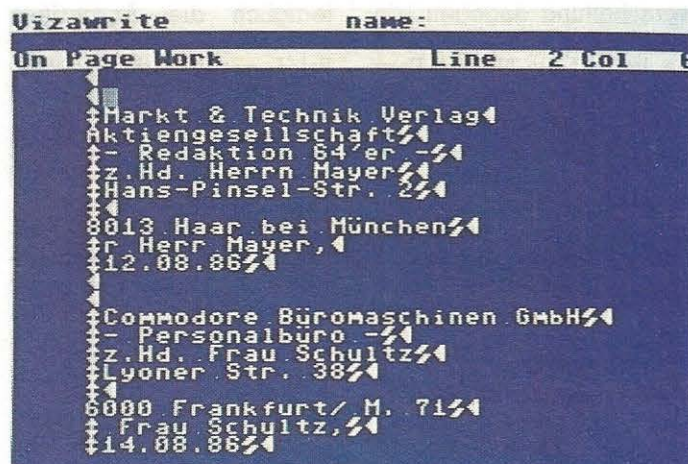 Vizawrite name:
On Page Work Line 2 Col
Markt & Technik Verlag
Aktiengesellschaft
- Redaktion 64'er -
z.Hd. Herrn Mayer
Hans-Pinsel-Str. 2
8013 Haar bei München
r Herr Mayer,
12.08.86
Commodore Büromaschinen GmbH
- Personalbüro -
z.Hd. Frau Schultz
Lyoner Str. 38
6000 Frankfurt/ M. 71
Frau Schultz,
14.08.86